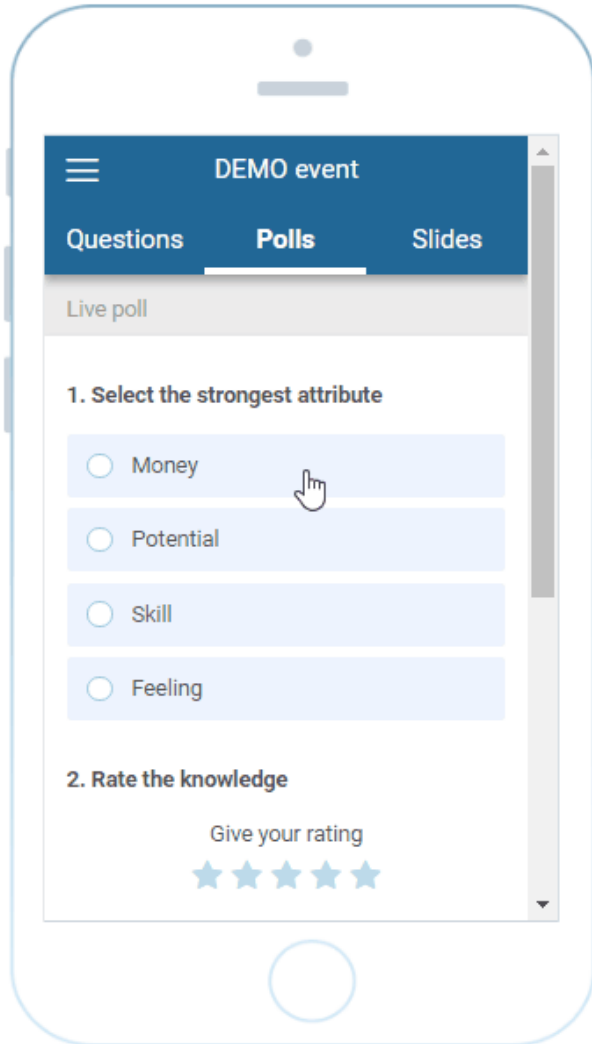 DEMO event
Questions Polls Slides
Live poll
1. Select the strongest attribute
Money
Potential
Skill
Feeling
2. Rate the knowledge
Give your rating